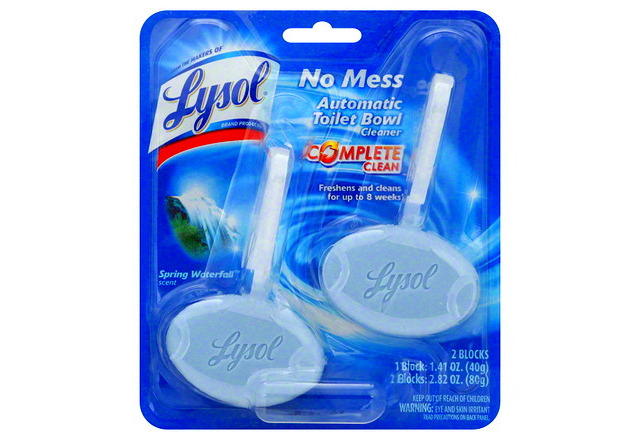 FROM THE MAKERS OF
Lysol
BRAND PRODUCTS
No Mess
Automatic
Toilet Bowl
Cleaner
COMPLETE
CLEAN
Freshens and cleans
for up to 8 weeks
Spring Waterfall
scent
Lysol
Lysol
2 BLOCKS
1 Block: 1.41 OZ. (40g)
2 Blocks: 2.82 OZ. (80g)
KEEP OUT OF REACH OF CHILDREN
WARNING: EYE AND SKIN IRRITANT
READ PRECAUTIONS ON BACK PANEL